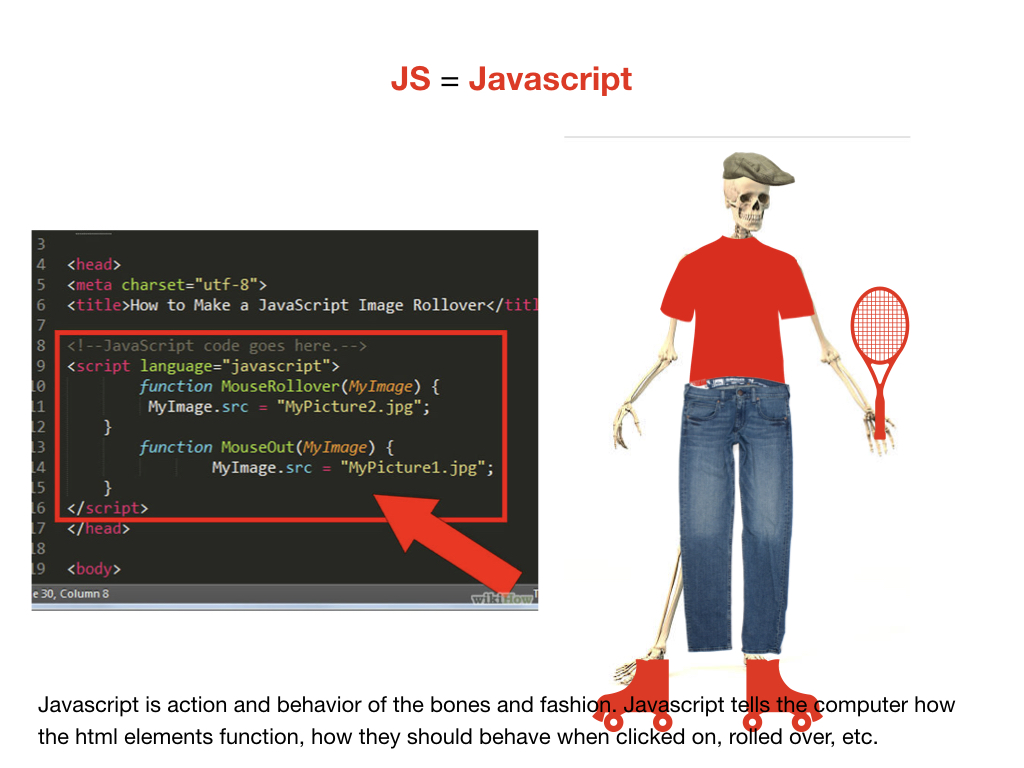 JS = Javascript
3
4 <head>
5 <meta charset="utf-8">
6 <title>How to Make a JavaScript Image Rollover</titl
7
8 <!--JavaScript code goes here.-->
9 <script language="javascript">
10 function MouseRollover(MyImage) {
11 MyImage.src = "MyPicture2.jpg";
12 }
13 function MouseOut(MyImage) {
14 MyImage.src = "MyPicture1.jpg";
15 }
16 </script>
17 </head>
18
19 <body>
e 30, Column 8
wikiHow
Javascript is action and behavior of the bones and fashion. Javascript tells the computer how
the html elements function, how they should behave when clicked on, rolled over, etc.